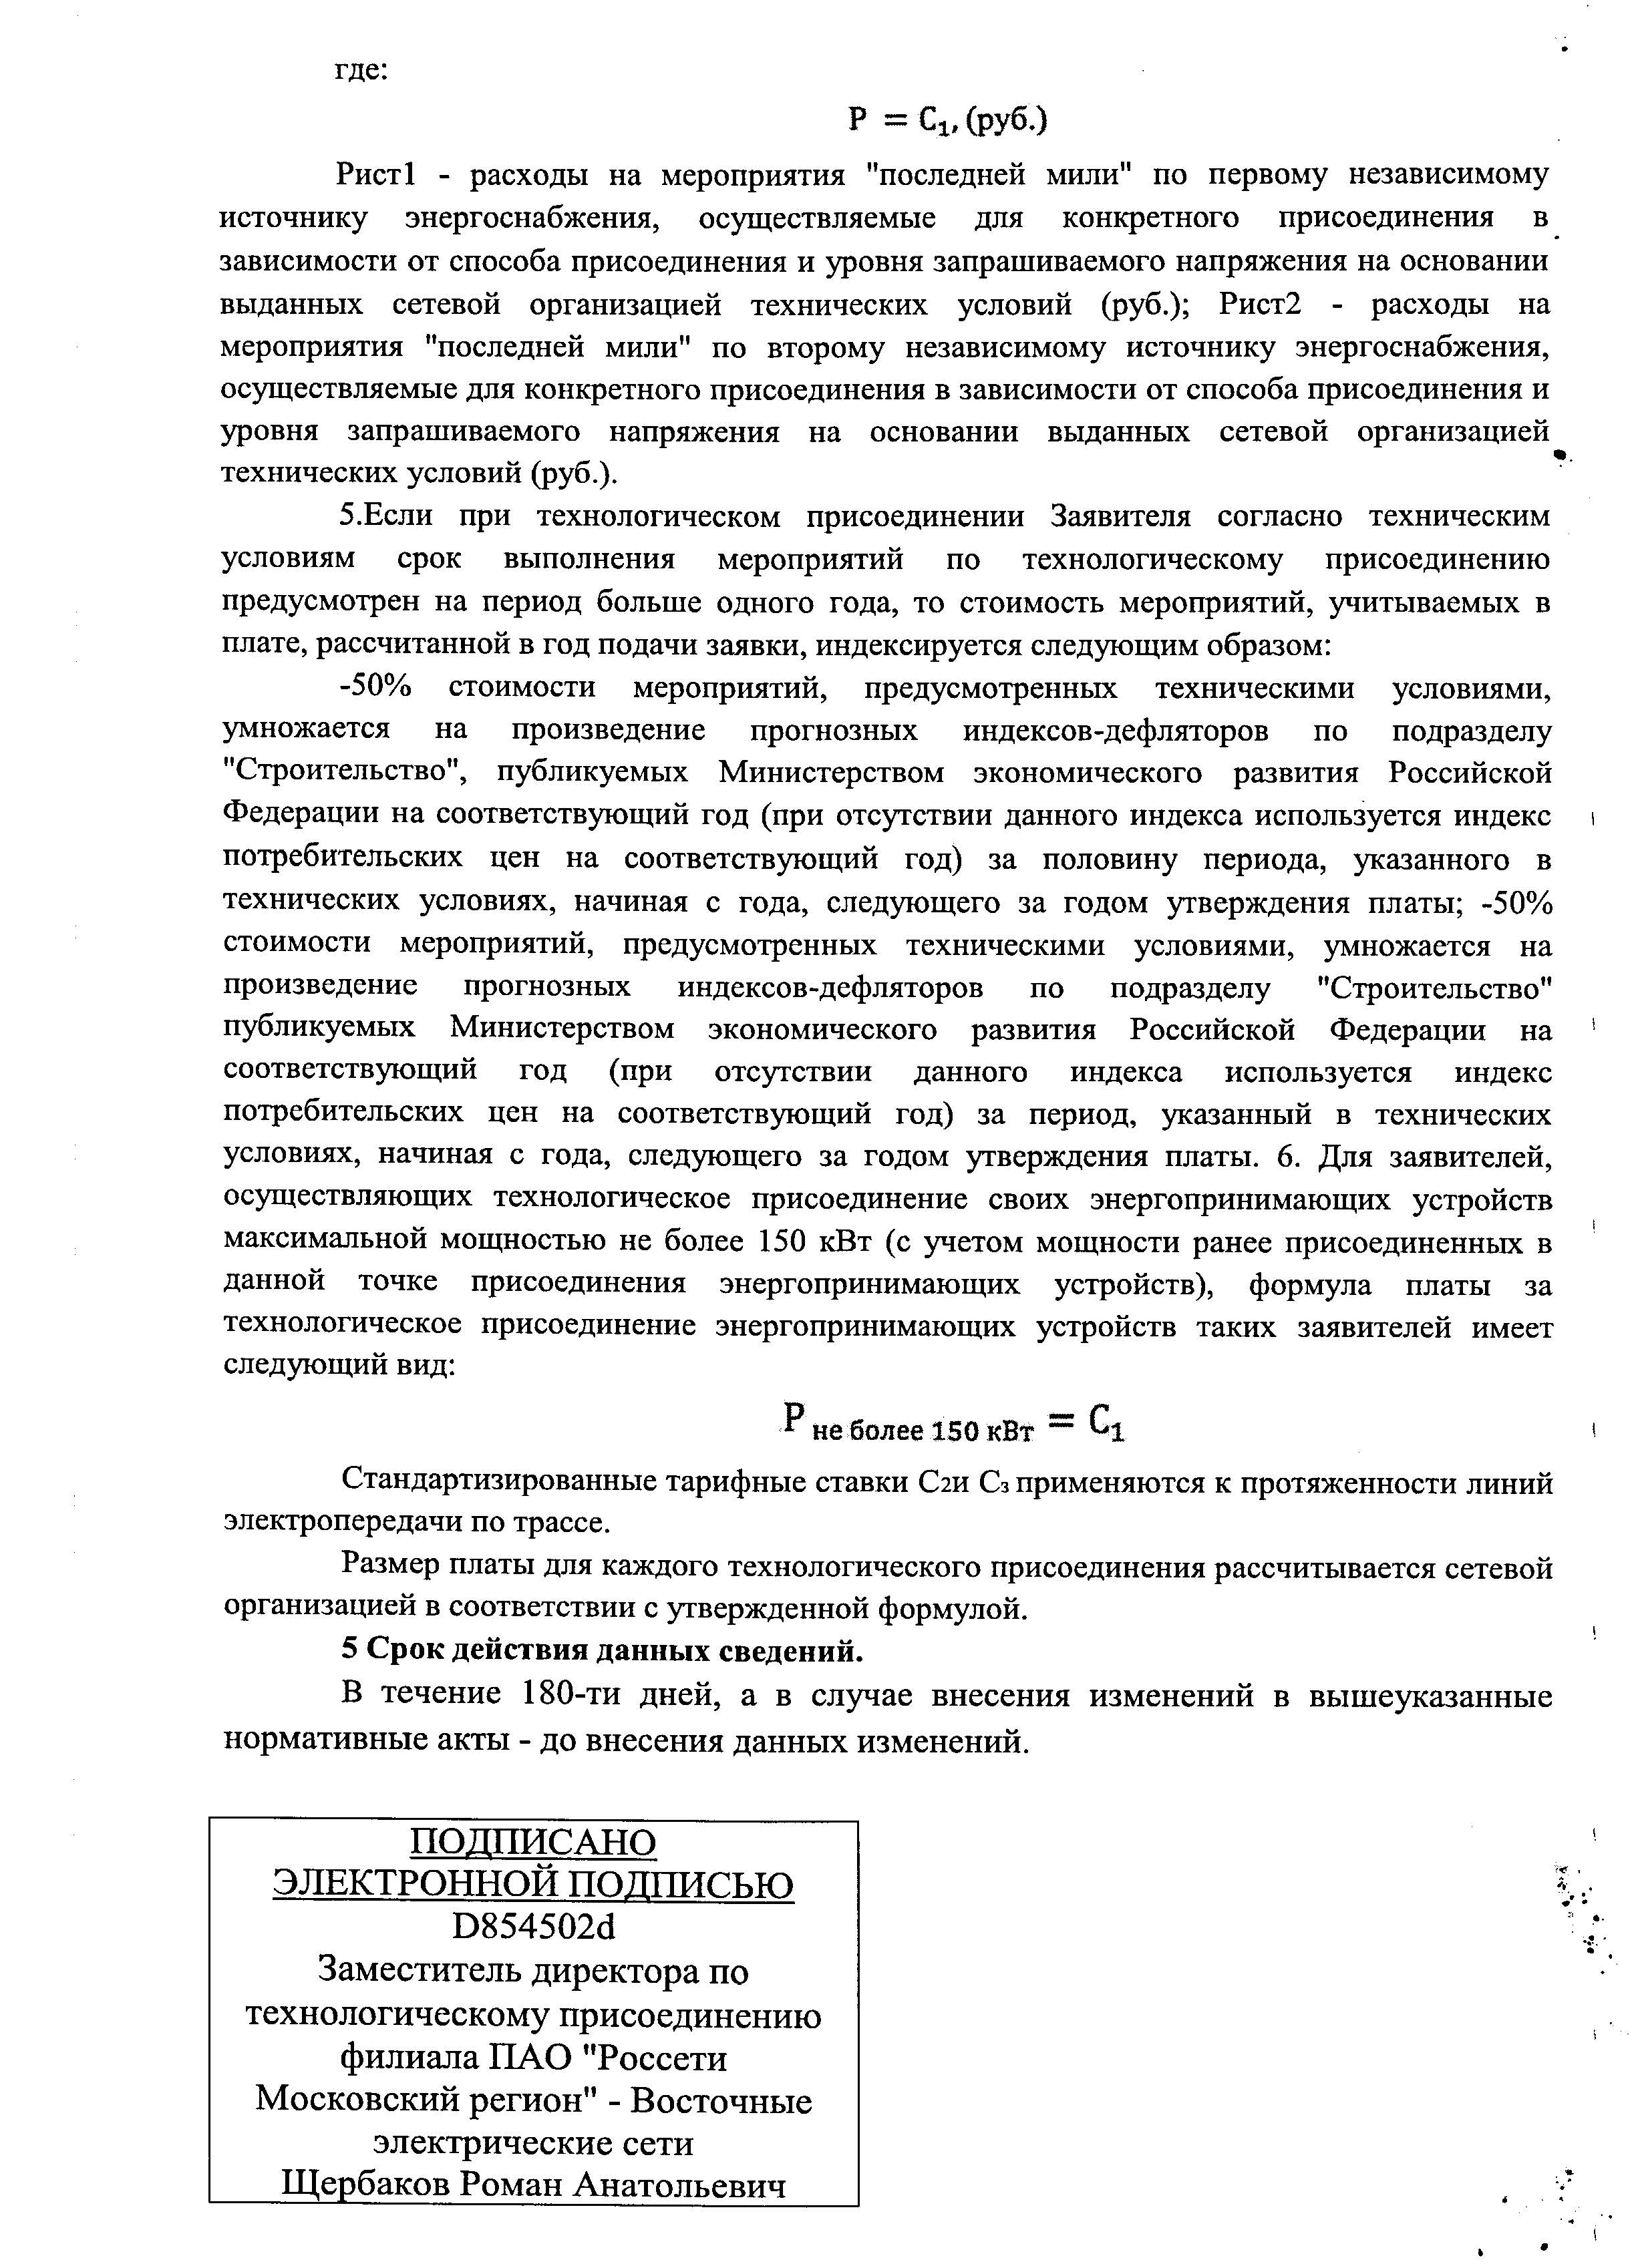 где:
P = C₁, (руб.)
Рист1 - расходы на мероприятия "последней мили" по первому независимому
источнику энергоснабжения, осуществляемые для конкретного присоединения в
зависимости от способа присоединения и уровня запрашиваемого напряжения на основании
выданных сетевой организацией технических условий (руб.); Рист2 - расходы на
мероприятия "последней мили" по второму независимому источнику энергоснабжения,
осуществляемые для конкретного присоединения в зависимости от способа присоединения и
уровня запрашиваемого напряжения на основании выданных сетевой организацией
технических условий (руб.).
5.Если при технологическом присоединении Заявителя согласно техническим
условиям срок выполнения мероприятий по технологическому присоединению
предусмотрен на период больше одного года, то стоимость мероприятий, учитываемых в
плате, рассчитанной в год подачи заявки, индексируется следующим образом:
-50% стоимости мероприятий, предусмотренных техническими условиями,
умножается на произведение прогнозных индексов-дефляторов по подразделу
"Строительство", публикуемых Министерством экономического развития Российской
Федерации на соответствующий год (при отсутствии данного индекса используется индекс
потребительских цен на соответствующий год) за половину периода, указанного в
технических условиях, начиная с года, следующего за годом утверждения платы; -50%
стоимости мероприятий, предусмотренных техническими условиями, умножается на
произведение прогнозных индексов-дефляторов по подразделу "Строительство"
публикуемых Министерством экономического развития Российской Федерации на
соответствующий год (при отсутствии данного индекса используется индекс
потребительских цен на соответствующий год) за период, указанный в технических
условиях, начиная с года, следующего за годом утверждения платы. 6. Для заявителей,
осуществляющих технологическое присоединение своих энергопринимающих устройств
максимальной мощностью не более 150 кВт (с учетом мощности ранее присоединенных в
данной точке присоединения энергопринимающих устройств), формула платы за
технологическое присоединение энергопринимающих устройств таких заявителей имеет
следующий вид:
P не более 150 кВт = C₁
Стандартизированные тарифные ставки С₂и С₃ применяются к протяженности линий
электропередачи по трассе.
Размер платы для каждого технологического присоединения рассчитывается сетевой
организацией в соответствии с утвержденной формулой.
5 Срок действия данных сведений.
В течение 180-ти дней, а в случае внесения изменений в вышеуказанные
нормативные акты - до внесения данных изменений.
ПОДПИСАНО
ЭЛЕКТРОННОЙ ПОДПИСЬЮ
D854502d
Заместитель директора по
технологическому присоединению
филиала ПАО "Россети
Московский регион" - Восточные
электрические сети
Щербаков Роман Анатольевич